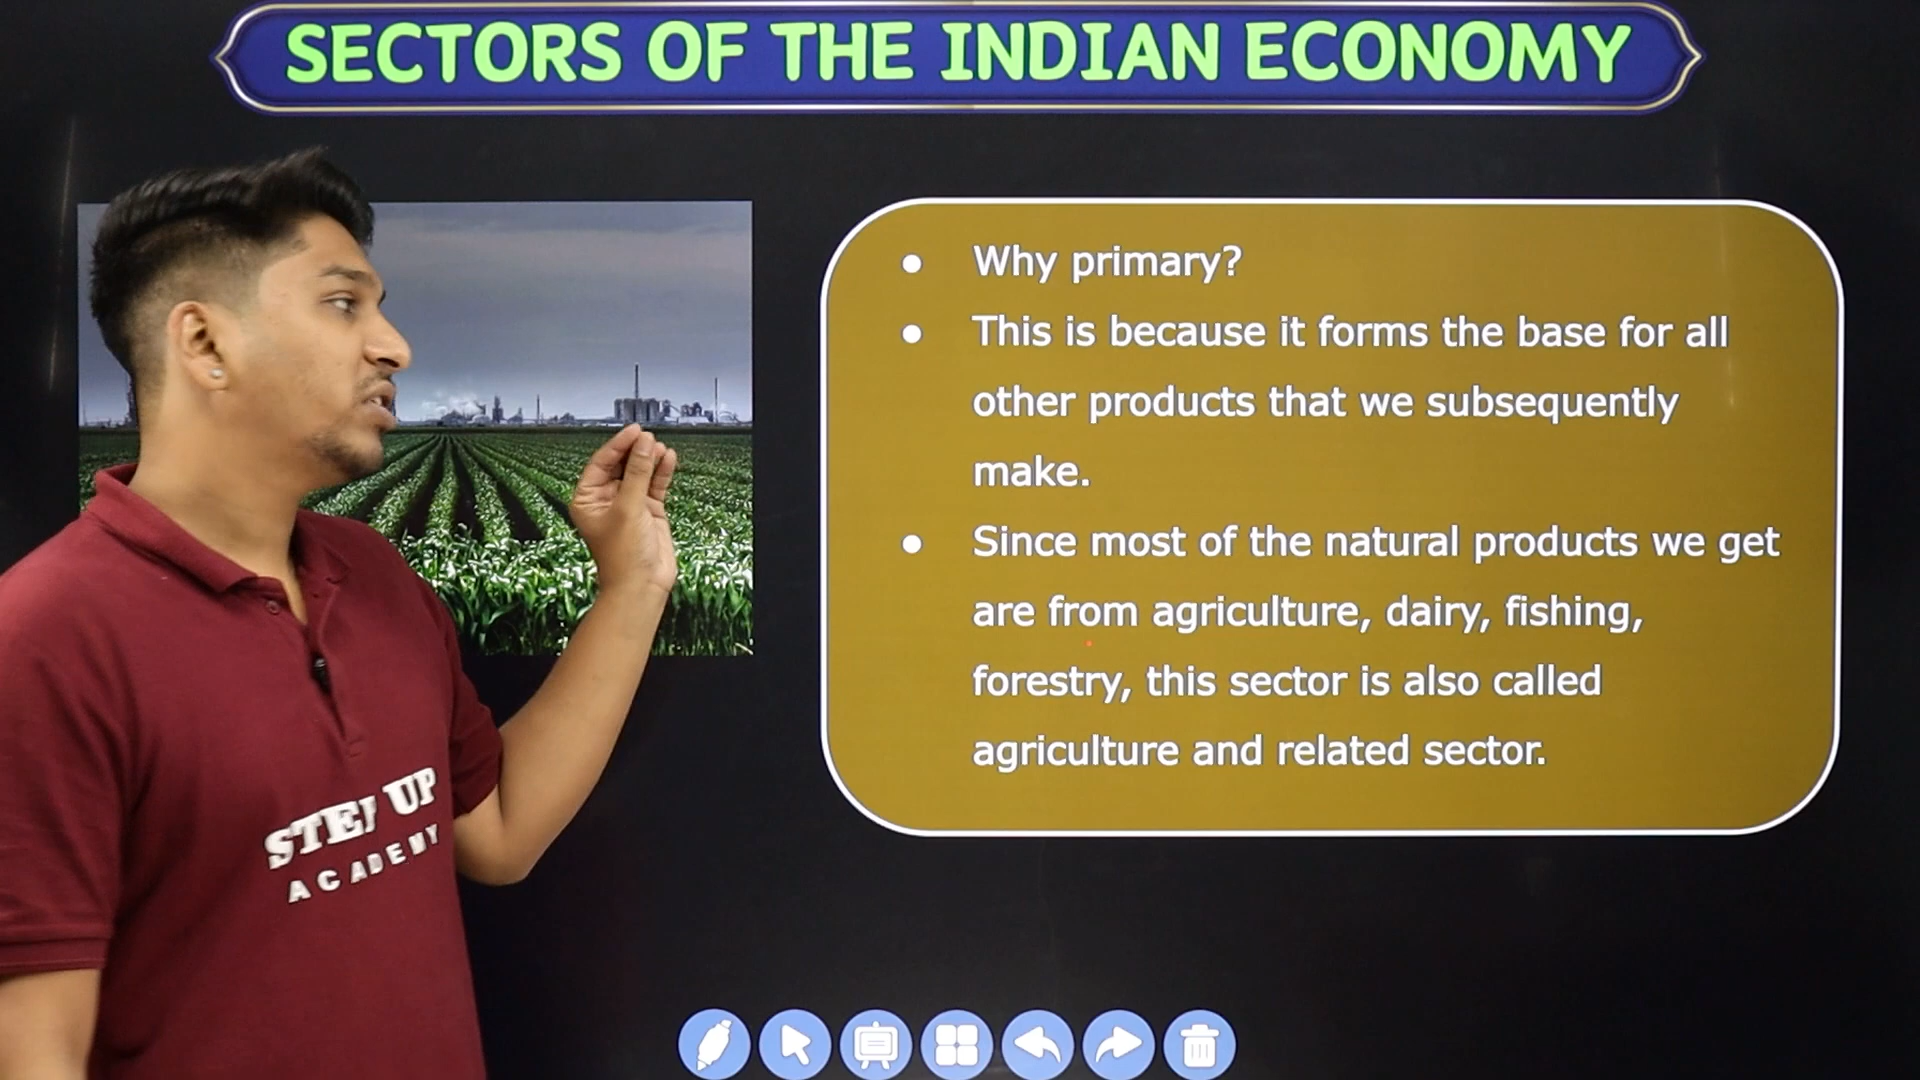 SECTORS OF THE INDIAN ECONOMY
● Why primary?
● This is because it forms the base for all
other products that we subsequently
make.
● Since most of the natural products we get
are from agriculture, dairy, fishing,
forestry, this sector is also called
agriculture and related sector.
STEP UP
ACADEMY